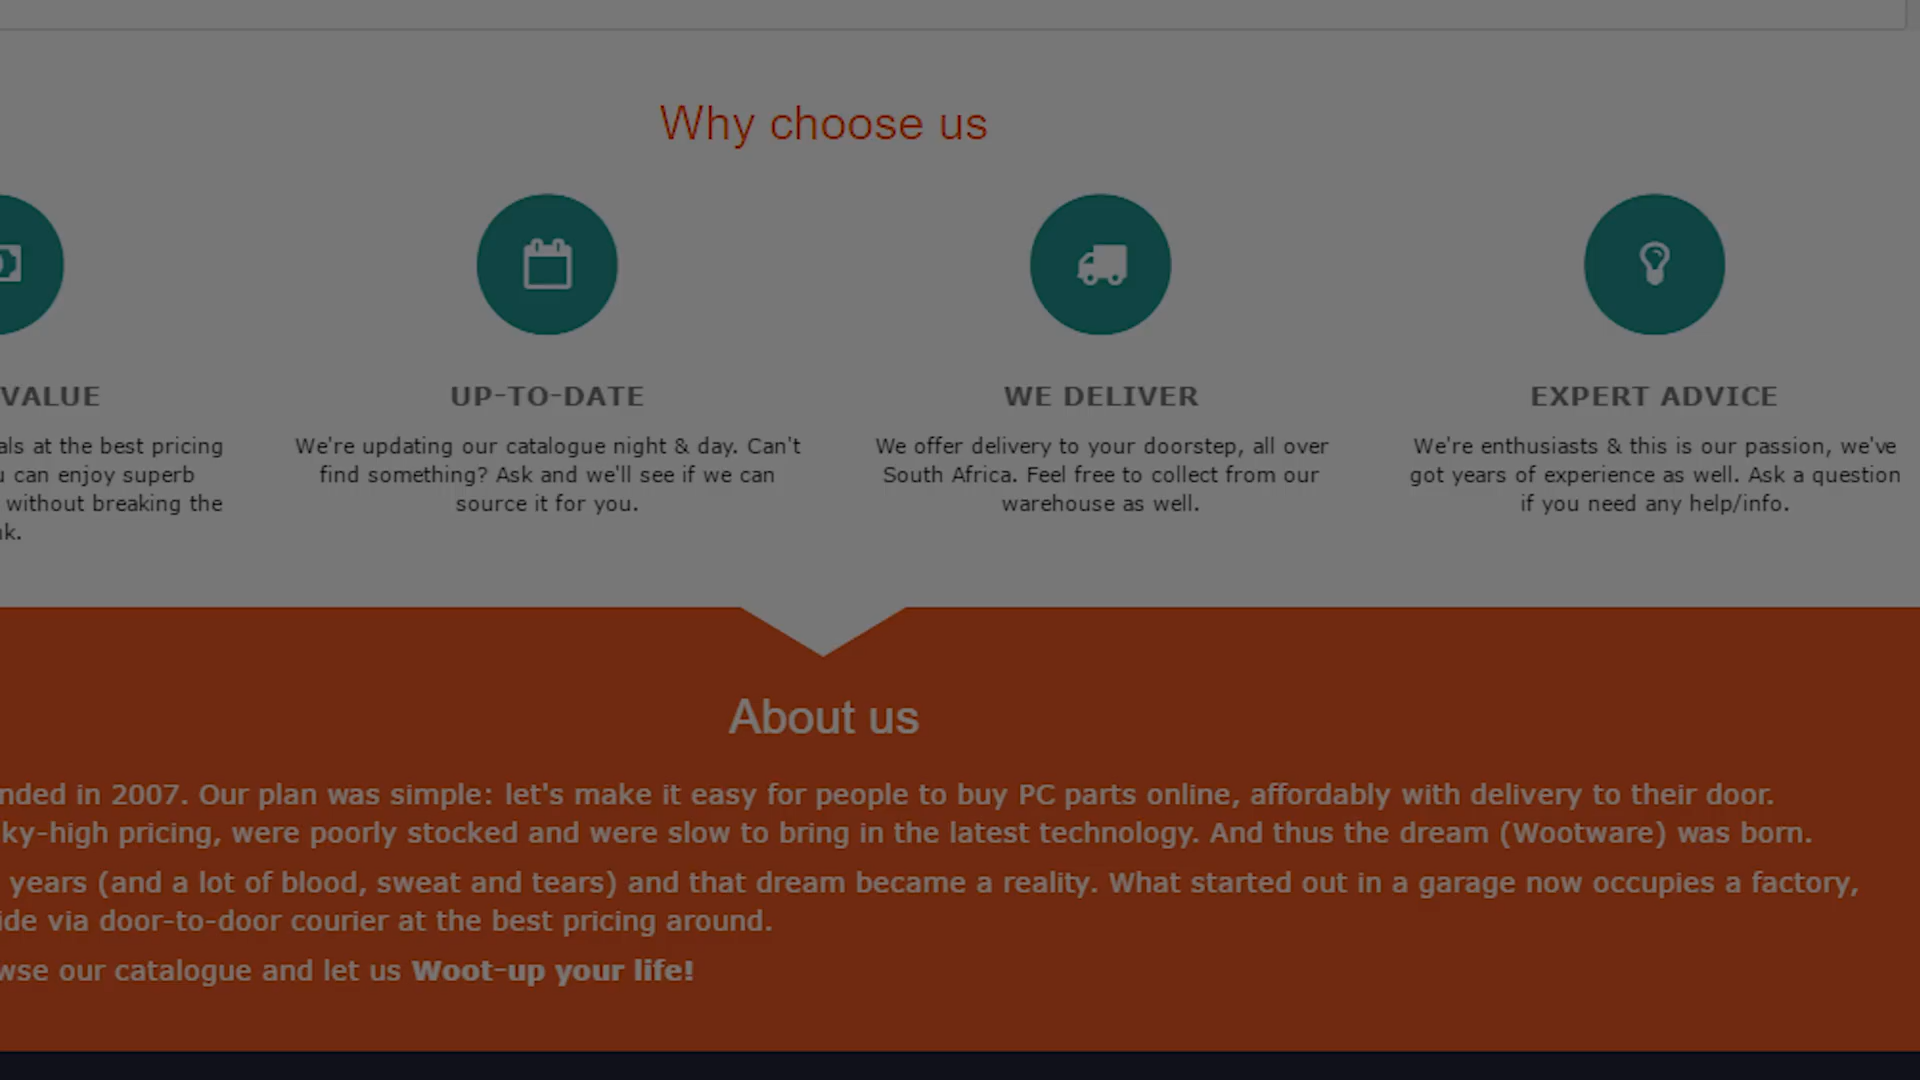 Why choose us
VALUE
at the best pricing
can enjoy superb
without breaking the
UP-TO-DATE
We're updating our catalogue night & day. Can't
find something? Ask and we'll see if we can
source it for you.
WE DELIVER
We offer delivery to your doorstep, all over
South Africa. Feel free to collect from our
warehouse as well.
EXPERT ADVICE
We're enthusiasts & this is our passion, we've
got years of experience as well. Ask a question
if you need any help/info.
About us
in 2007. Our plan was simple: let's make it easy for people to buy PC parts online, affordably with delivery to their door.
ky-high pricing, were poorly stocked and were slow to bring in the latest technology. And thus the dream (Wootware) was born.
years (and a lot of blood, sweat and tears) and that dream became a reality. What started out in a garage now occupies a factory,
via door-to-door courier at the best pricing around.
our catalogue and let us Woot-up your life!